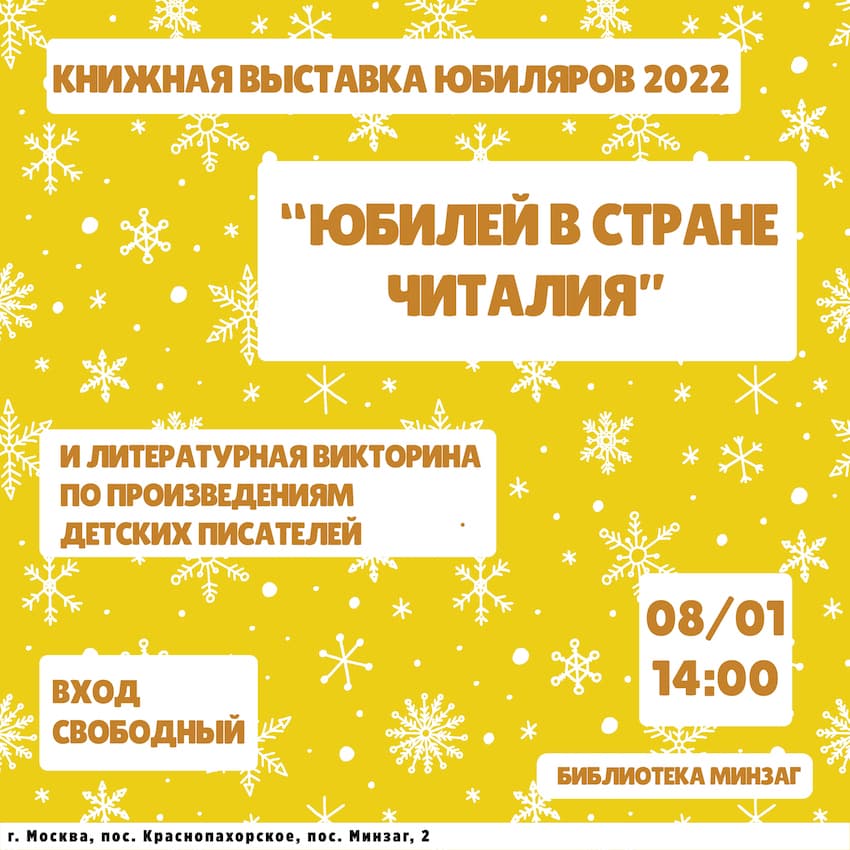 КНИЖНАЯ ВЫСТАВКА ЮБИЛЯРОВ 2022
“ЮБИЛЕЙ В СТРАНЕ
ЧИТАЛИЯ”
И ЛИТЕРАТУРНАЯ ВИКТОРИНА
ПО ПРОИЗВЕДЕНИЯМ
ДЕТСКИХ ПИСАТЕЛЕЙ
08/01
14:00
ВХОД
СВОБОДНЫЙ
БИБЛИОТЕКА МИНЗАГ
г. Москва, пос. Краснопахорское, пос. Минзаг, 2